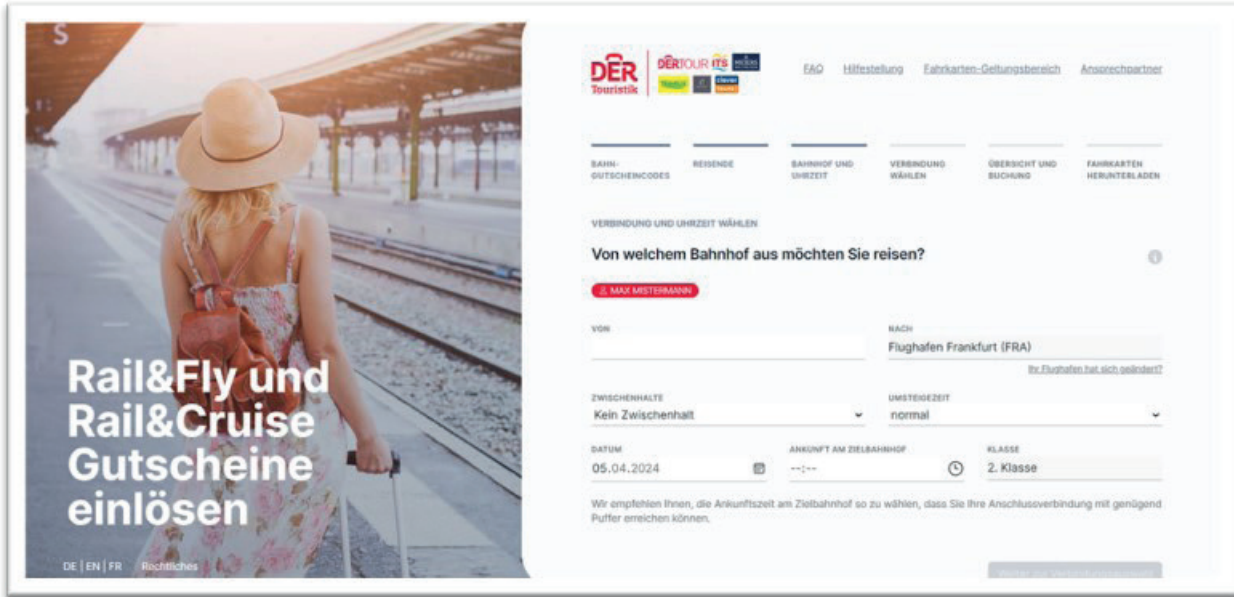 S
Rail&Fly und
Rail&Cruise
Gutscheine
einlösen
DE | EN | FR Rechtliches
DER
Touristik
DERTOUR ITS
FAQ Hilfestellung Fahrkarten-Geltungsbereich Ansprechpartner
BAHN-
GUTSCHEINCODES
REISENDE
BAHNHOF UND
UHRZEIT
VERBINDUNG
WÄHLEN
ÜBERSICHT UND
BUCHUNG
FAHRKARTEN
HERUNTERLADEN
VERBINDUNG UND UHRZEIT WÄHLEN
Von welchem Bahnhof aus möchten Sie reisen?
MAX MISTERMANN
VON
NACH
Flughafen Frankfurt (FRA)
Ihr Flughafen hat sich geändert?
ZWISCHENHALTE
Kein Zwischenhalt
UMSTEIGEZEIT
normal
DATUM
05.04.2024
ANKUNFT AM ZIELBAHNHOF
--:--
KLASSE
2. Klasse
Wir empfehlen Ihnen, die Ankunftszeit am Zielbahnhof so zu wählen, dass Sie Ihre Anschlussverbindung mit genügend
Puffer erreichen können.